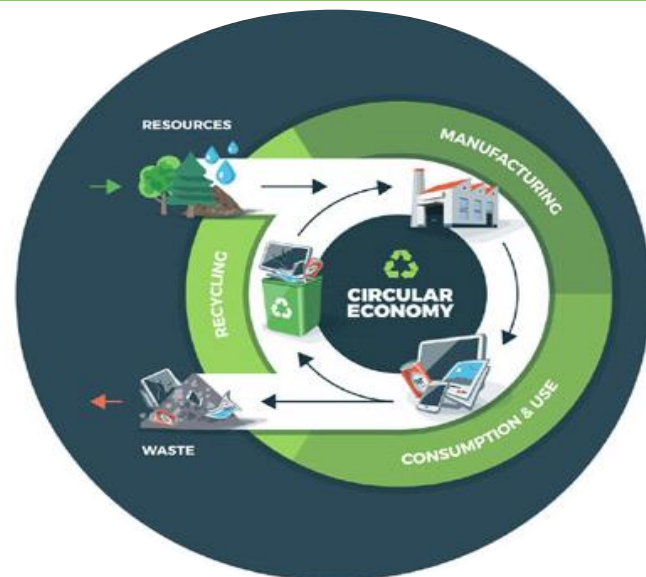 RESOURCES
MANUFACTURING
RECYCLING
CIRCULAR
ECONOMY
CONSUMPTION & USE
WASTE